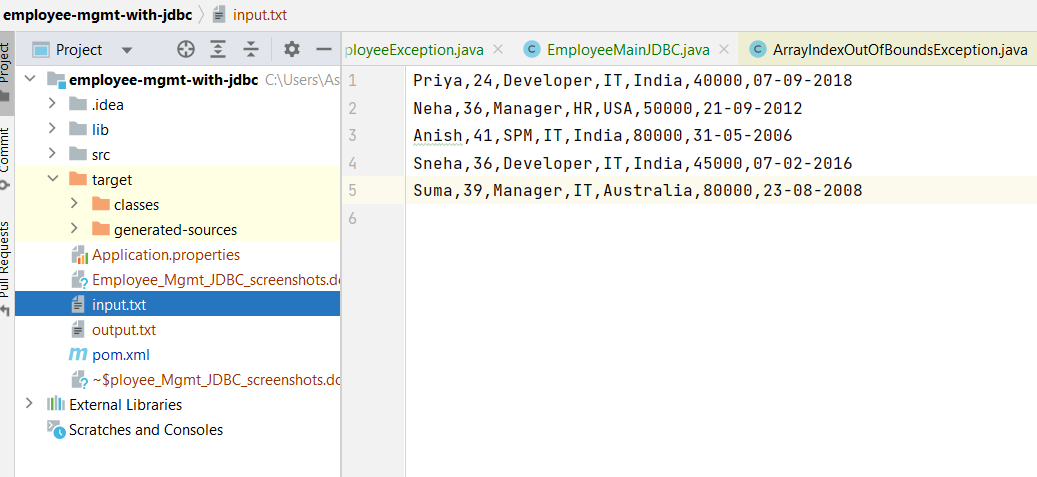 employee-mgmt-with-jdbc input.txt
Project
Commit
Pull Requests
Project
employee-mgmt-with-jdbc C:\Users\As
.idea
lib
src
target
classes
generated-sources
Application.properties
Employee_Mgmt_JDBC_screenshots.do
input.txt
output.txt
pom.xml
~$ployee_Mgmt_JDBC_screenshots.do
External Libraries
Scratches and Consoles
ployeeException.java EmployeeMainJDBC.java ArrayIndexOutOfBoundsException.java
1 Priya,24,Developer,IT,India,40000,07-09-2018
2 Neha,36,Manager,HR,USA,50000,21-09-2012
3 Anish,41,SPM,IT,India,80000,31-05-2006
4 Sneha,36,Developer,IT,India,45000,07-02-2016
5 Suma,39,Manager,IT,Australia,80000,23-08-2008
6